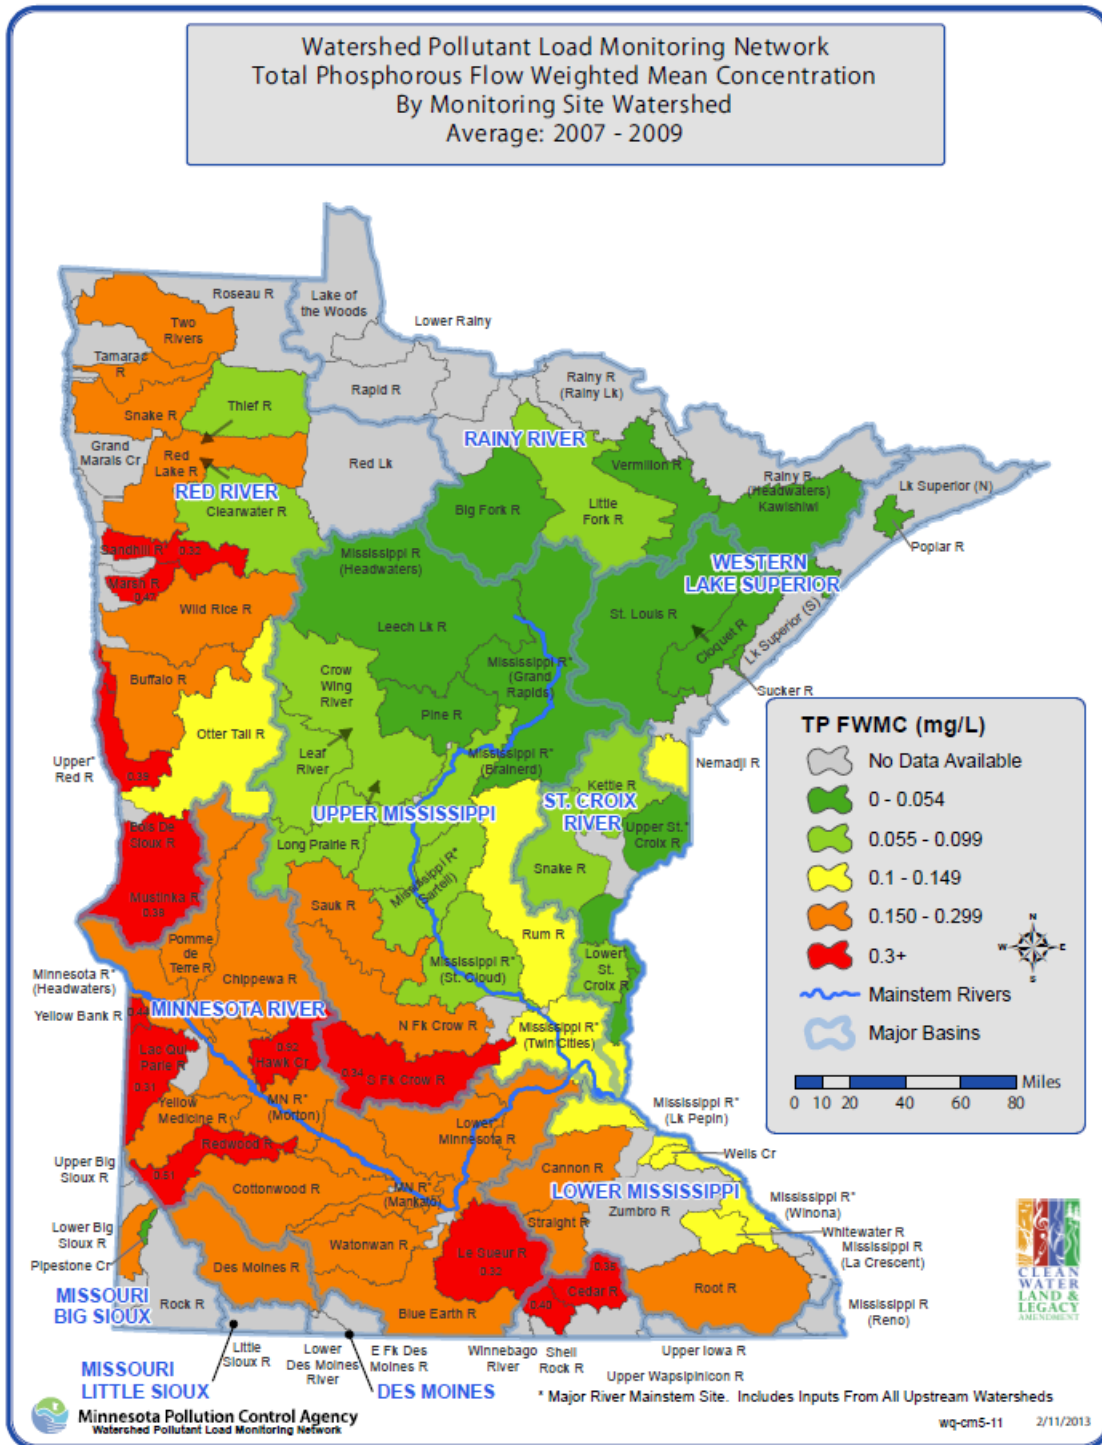 Watershed Pollutant Load Monitoring Network
Total Phosphorous Flow Weighted Mean Concentration
By Monitoring Site Watershed
Average: 2007 - 2009
Roseau R
Lake of
the Woods
Two
Rivers
Lower Rainy
Tamarac
R
Rapid R
Rainy R
(Rainy Lk)
Thief R
Snake R
Grand
Marais Cr
Red
Lake R
Red Lk
RAINY RIVER
Vermilion R
Rainy R
(Headwaters)
Kawishiwi
Lk Superior (N)
RED RIVER
Clearwater R
Big Fork R
Little
Fork R
Poplar R
Sandhill R*
0.32
Mississippi R
(Headwaters)
WESTERN
LAKE SUPERIOR
Marsh R
0.43
Wild Rice R
Leech Lk R
St. Louis R
Cloquet R
Lk Superior (S)
Mississippi R*
(Grand
Rapids)
Buffalo R
Crow
Wing
River
Sucker R
Pine R
Otter Tail R
Upper*
Red R
0.39
Leaf
River
Mississippi R*
(Brainerd)
Nemadji R
Kettle R
UPPER MISSISSIPPI
ST. CROIX
RIVER
Bois De
Sioux R
Long Prairie R
Upper St.*
Croix R
Mississippi R*
(Sartell)
Snake R
Mustinka R
0.39
Sauk R
Rum R
Pomme
de
Terre R
Chippewa R
Mississippi R*
(St. Cloud)
Lower*
St.
Croix R
Minnesota R*
(Headwaters)
MINNESOTA RIVER
Yellow Bank R
0.44
N Fk Crow R
Mississippi R*
(Twin Cities)
Lac Qui
Parle R
0.31
0.92
Hawk Cr
0.34
S Fk Crow R
Yellow
Medicine R
MN R*
(Morton)
Mississippi R*
(Lk Pepin)
Lower*
Minnesota R
Redwood R
0.51
Wells Cr
Upper Big
Sioux R
Cannon R
Cottonwood R
MN R*
(Mankato)
LOWER MISSISSIPPI
Zumbro R
Mississippi R*
(Winona)
Lower Big
Sioux R
Straight R
Whitewater R
Watonwan R
Le Sueur R
0.32
Mississippi R
(La Crescent)
Pipestone Cr
Des Moines R
Cedar R
Root R
MISSOURI
BIG SIOUX
Rock R
Blue Earth R
0.40
Mississippi R
(Reno)
Little
Sioux R
Lower
Des Moines
River
E Fk Des
Moines R
Winnebago
River
Shell
Rock R
Upper Iowa R
Upper Wapsipinicon R
MISSOURI
LITTLE SIOUX
DES MOINES
TP FWMC (mg/L)
No Data Available
0 - 0.054
0.055 - 0.099
0.1 - 0.149
0.150 - 0.299
0.3+
N
W
E
S
Mainstem Rivers
Major Basins
Miles
0 10 20 40 60 80
CLEAN
WATER
LAND &
LEGACY
AMENDMENT
* Major River Mainstem Site. Includes Inputs From All Upstream Watersheds
Minnesota Pollution Control Agency
Watershed Pollutant Load Monitoring Network
wq-cm5-11
2/11/2013